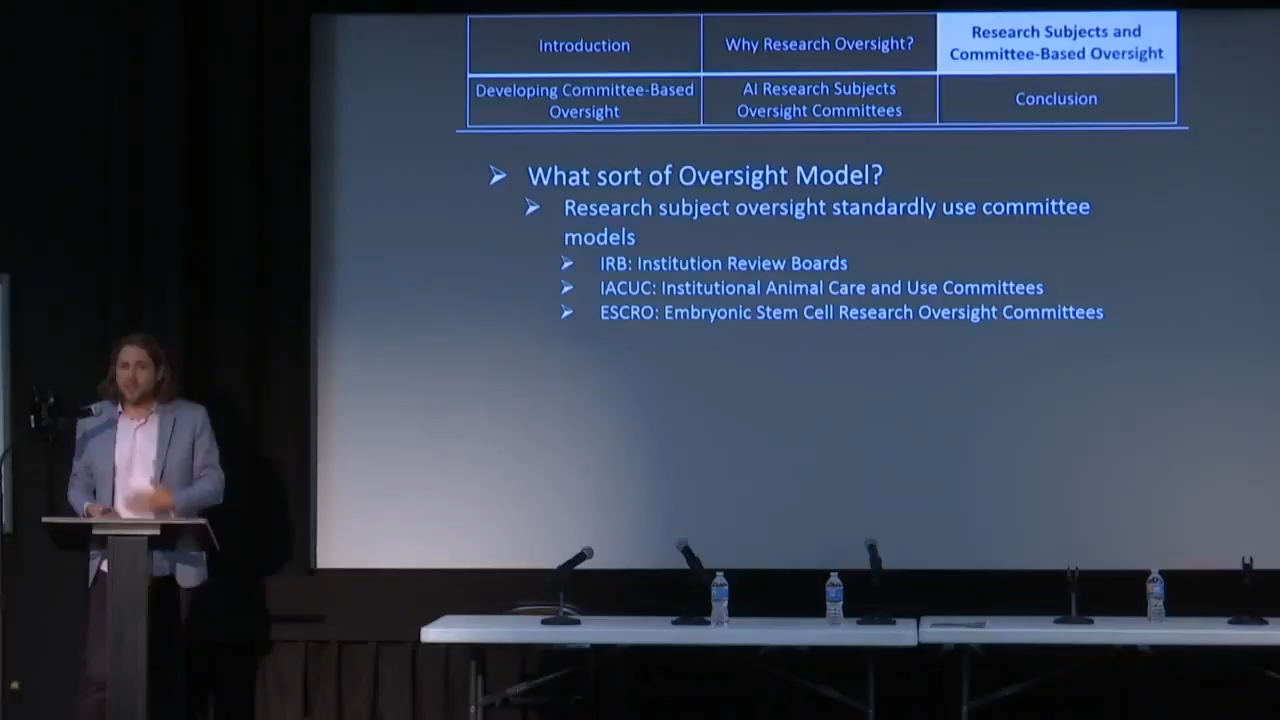 Introduction
Why Research Oversight?
Research Subjects and
Committee-Based Oversight
Developing Committee-Based
Oversight
AI Research Subjects
Oversight Committees
Conclusion
What sort of Oversight Model?
Research subject oversight standardly use committee
models
IRB: Institution Review Boards
IACUC: Institutional Animal Care and Use Committees
ESCRO: Embryonic Stem Cell Research Oversight Committees